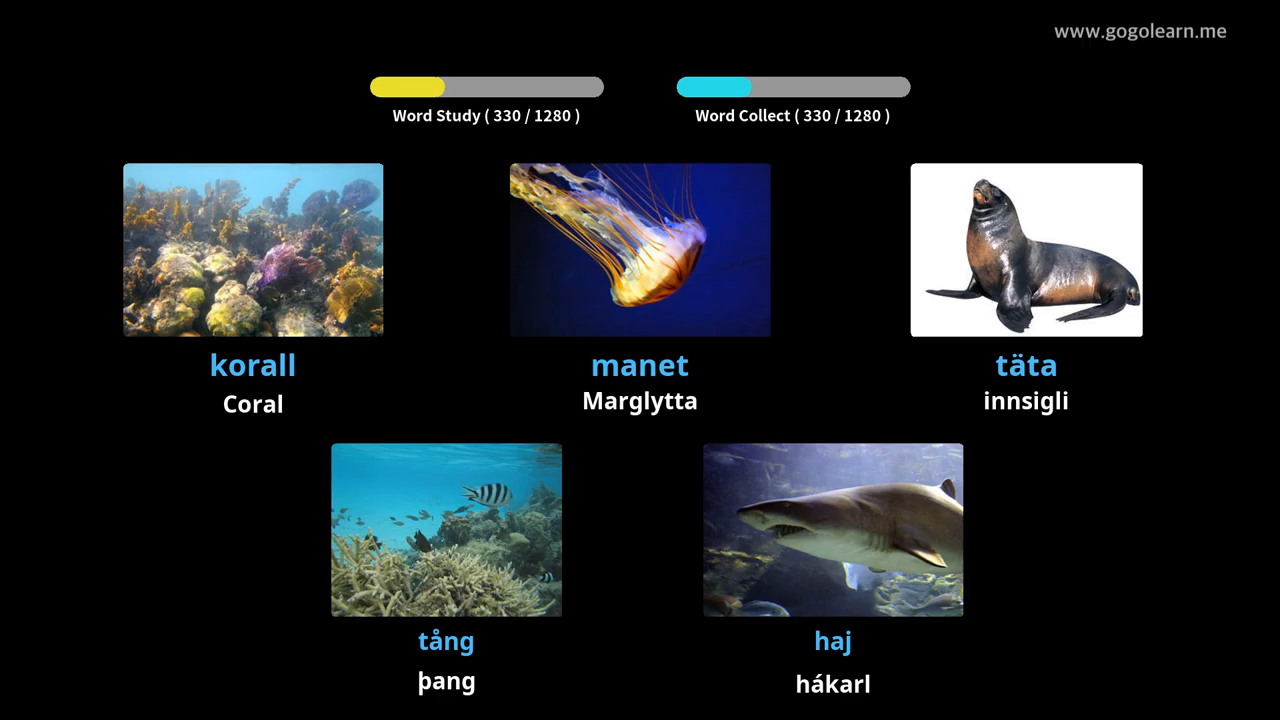 www.gogolearn.me
Word Study ( 330 / 1280 )
Word Collect ( 330 / 1280 )
korall
Coral
manet
Marglytta
täta
innsigli
tång
þang
haj
hákarl